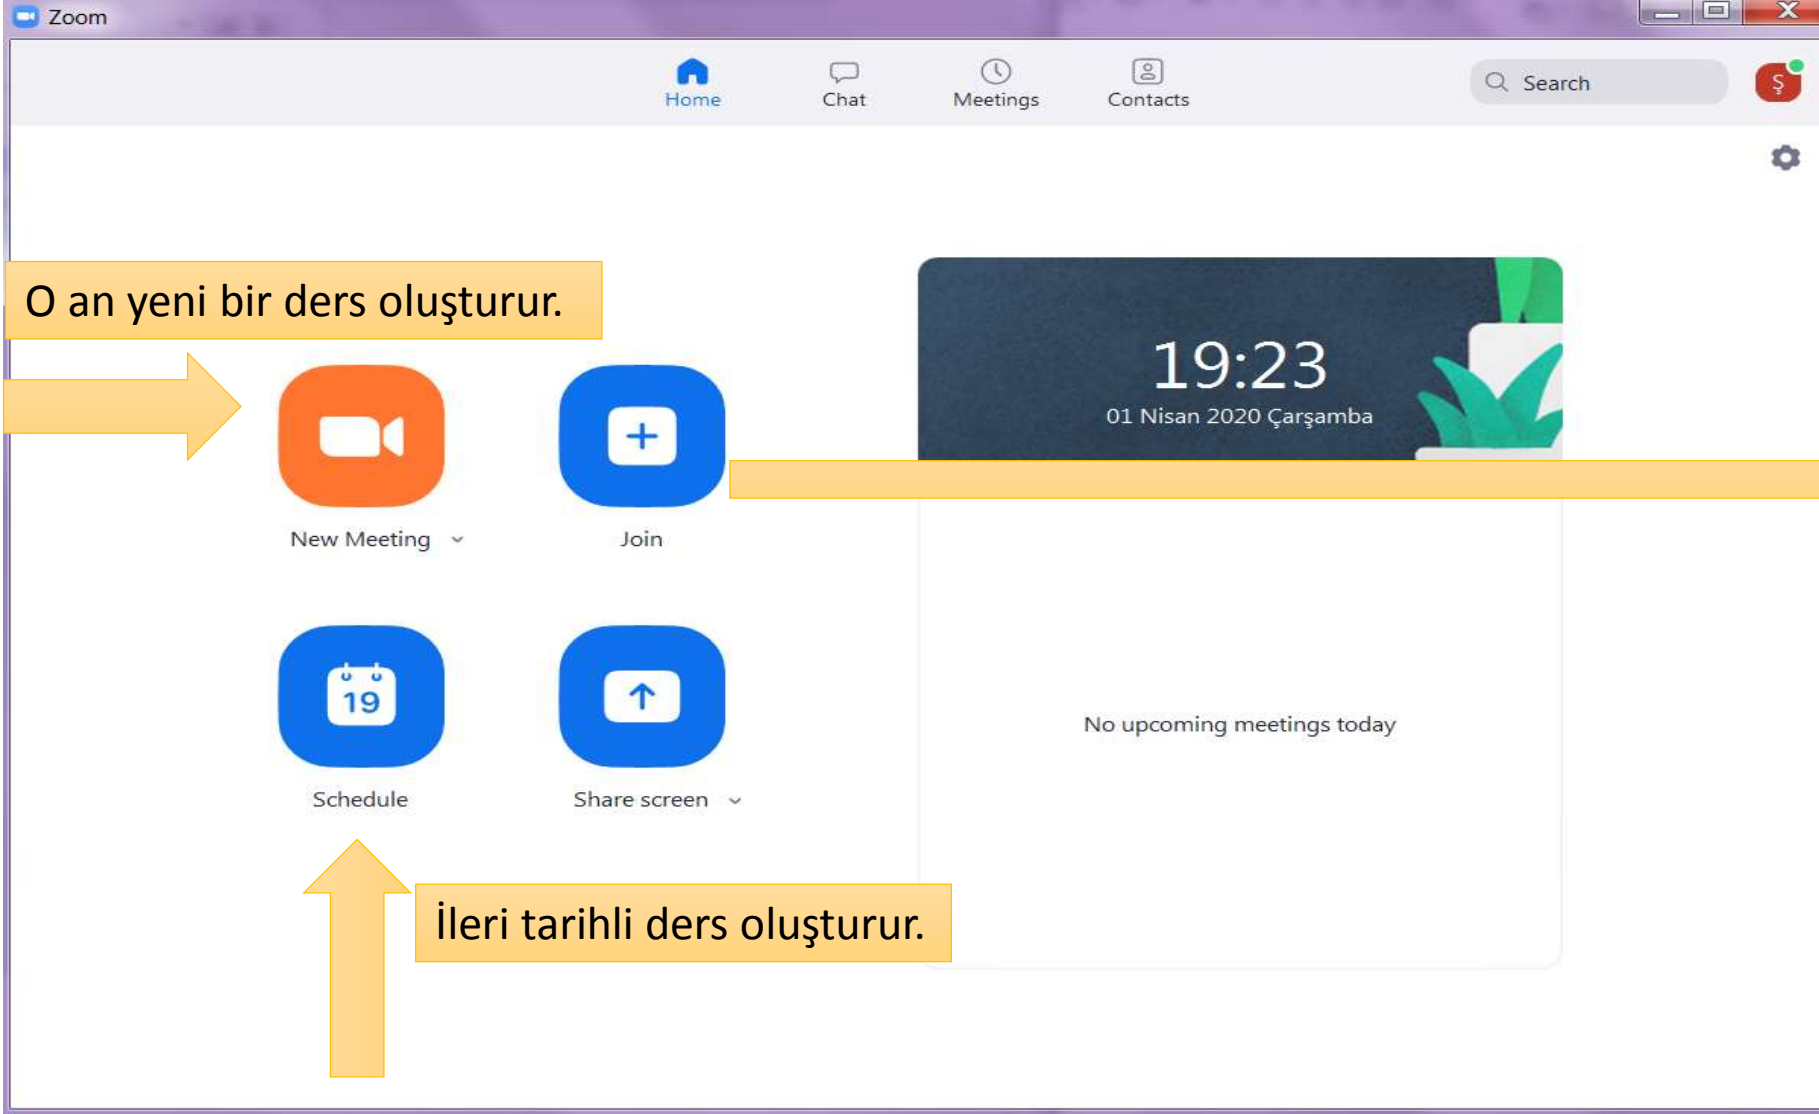 Zoom
Home
Chat
Meetings
Contacts
Search
Ş
O an yeni bir ders oluşturur.
19:23
01 Nisan 2020 Çarşamba
New Meeting
Join
19
No upcoming meetings today
Schedule
Share screen
İleri tarihli ders oluşturur.